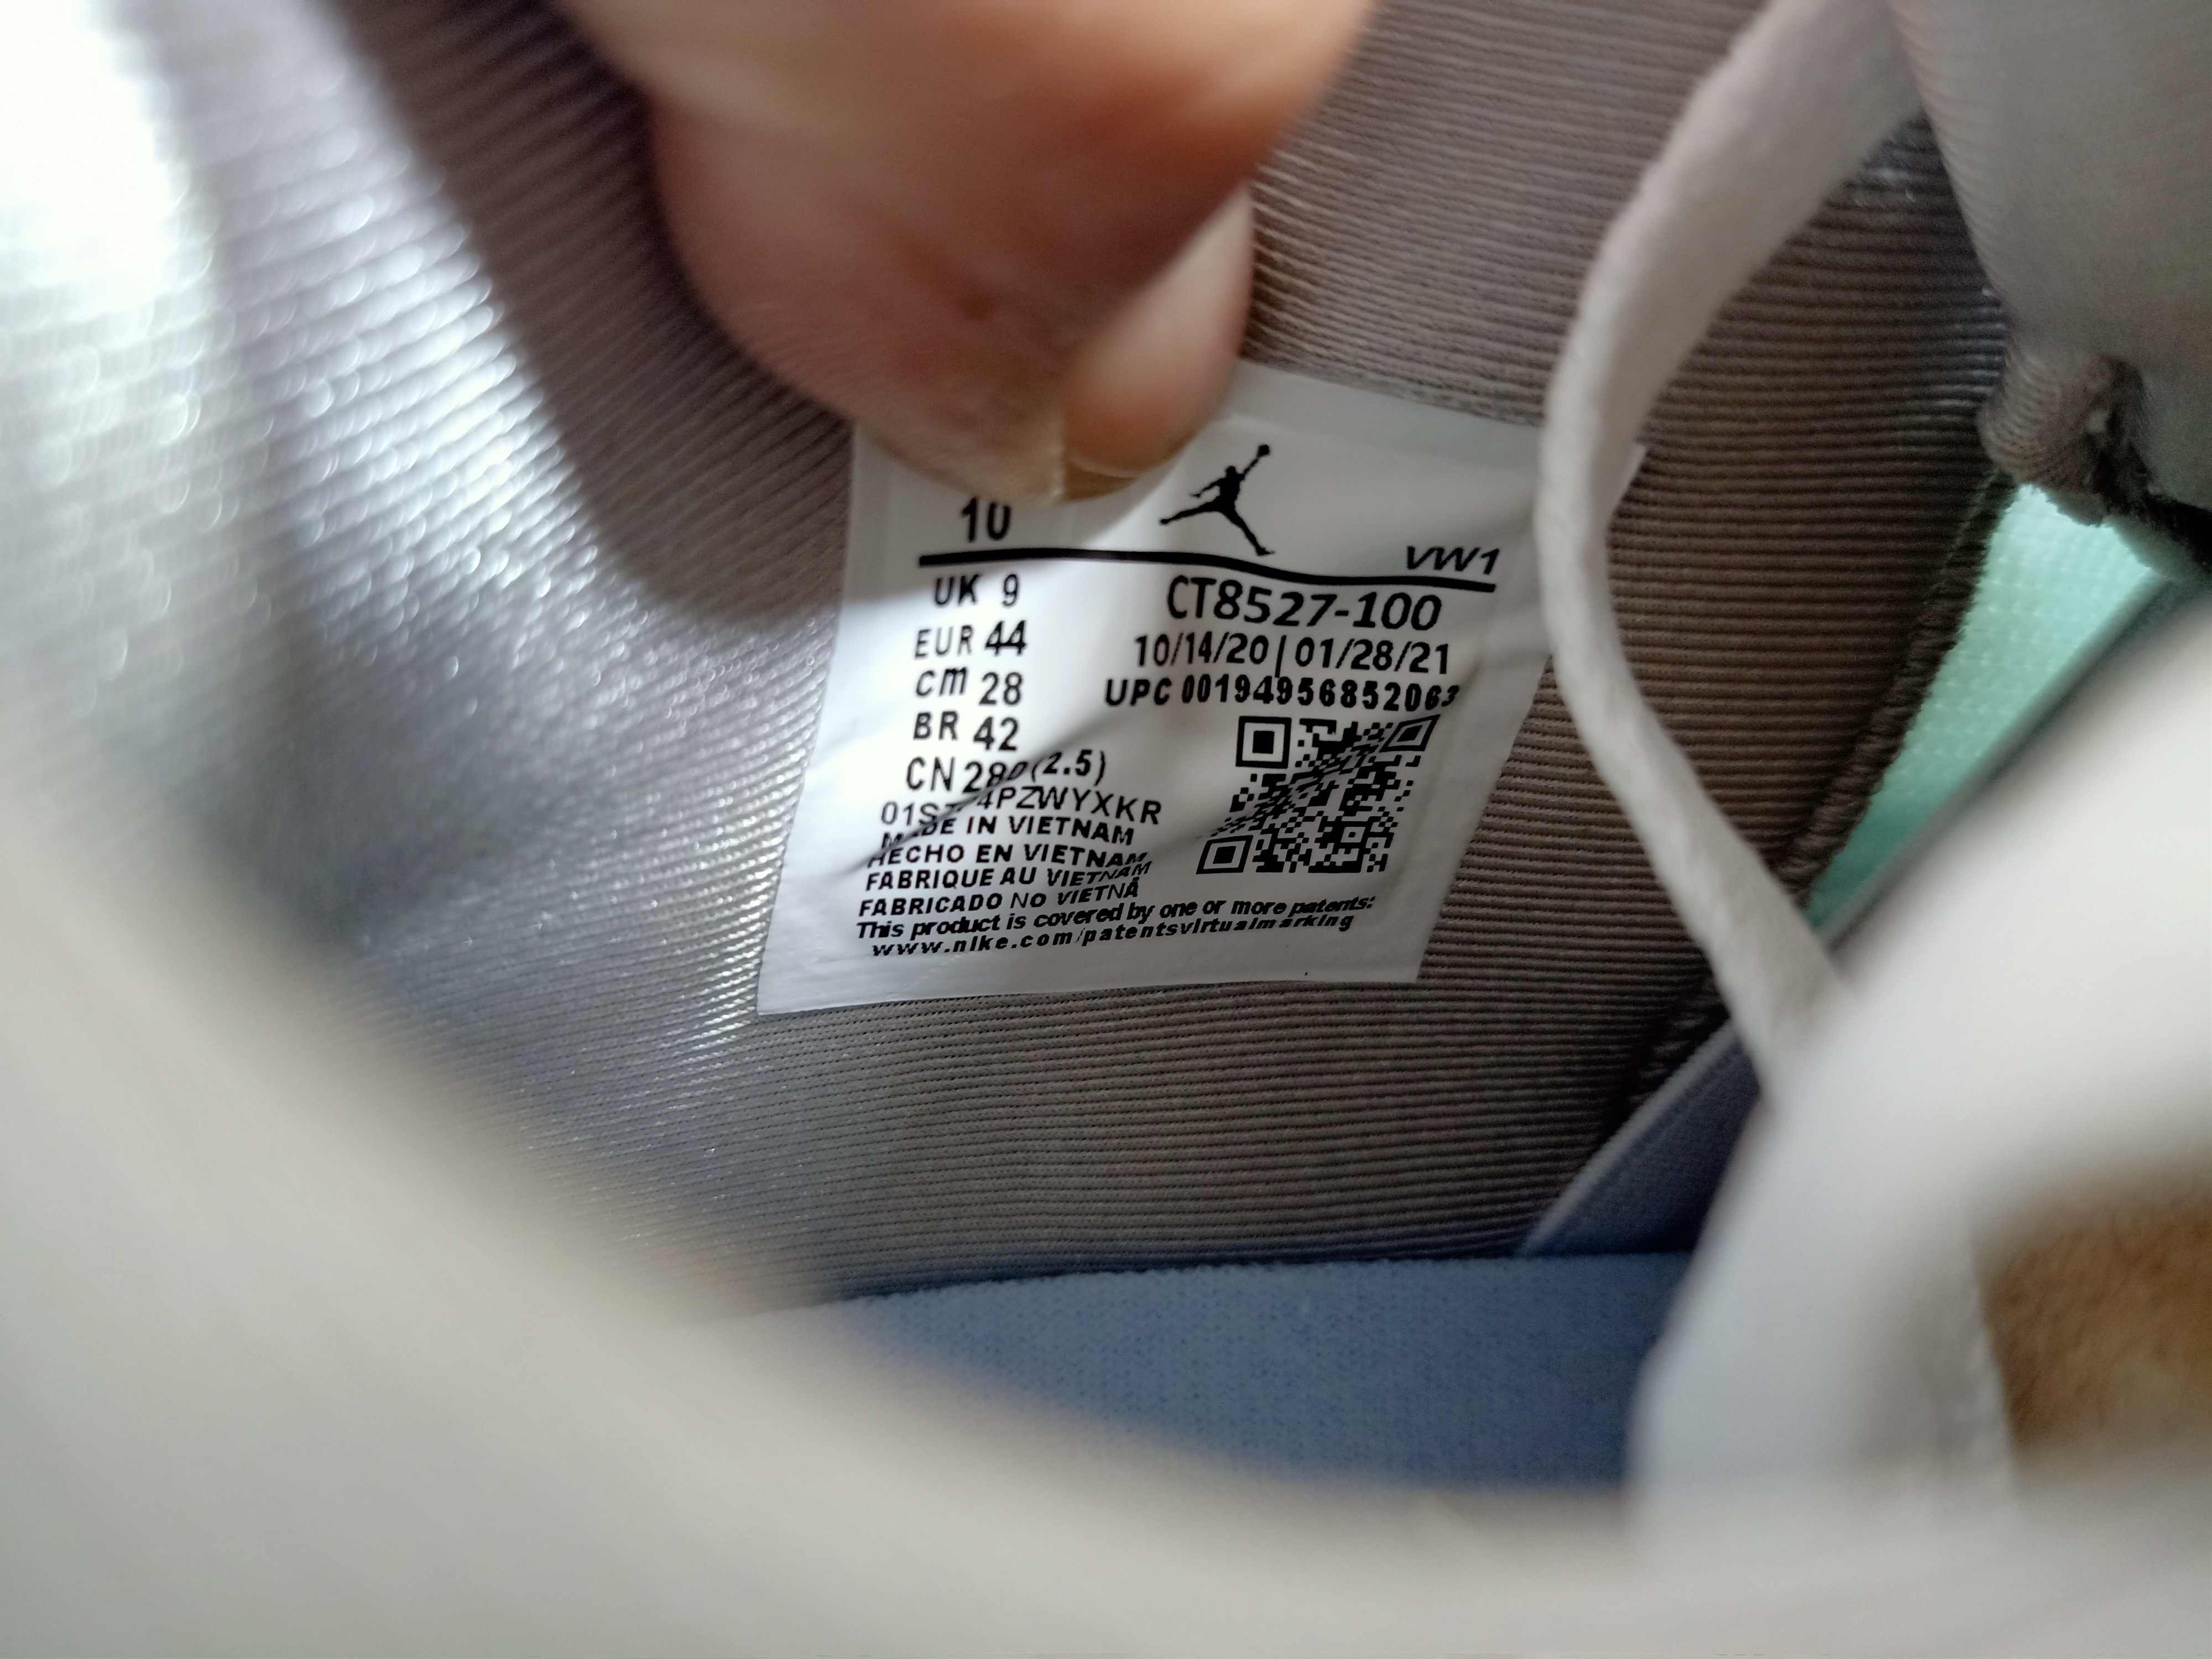 10
VW1
UK 9
CT8527-100
EUR 44
10/14/20 | 01/28/21
cm 28
UPC 00194956852063
BR 42
CN 280 (2.5)
MADE IN VIETNAM
HECHO EN VIETNAM
FABRIQUE AU VIETNAM
FABRICADO NO VIETNÃ
This product is covered by one or more patents:
www.nike.com/patentsvirtualmarking